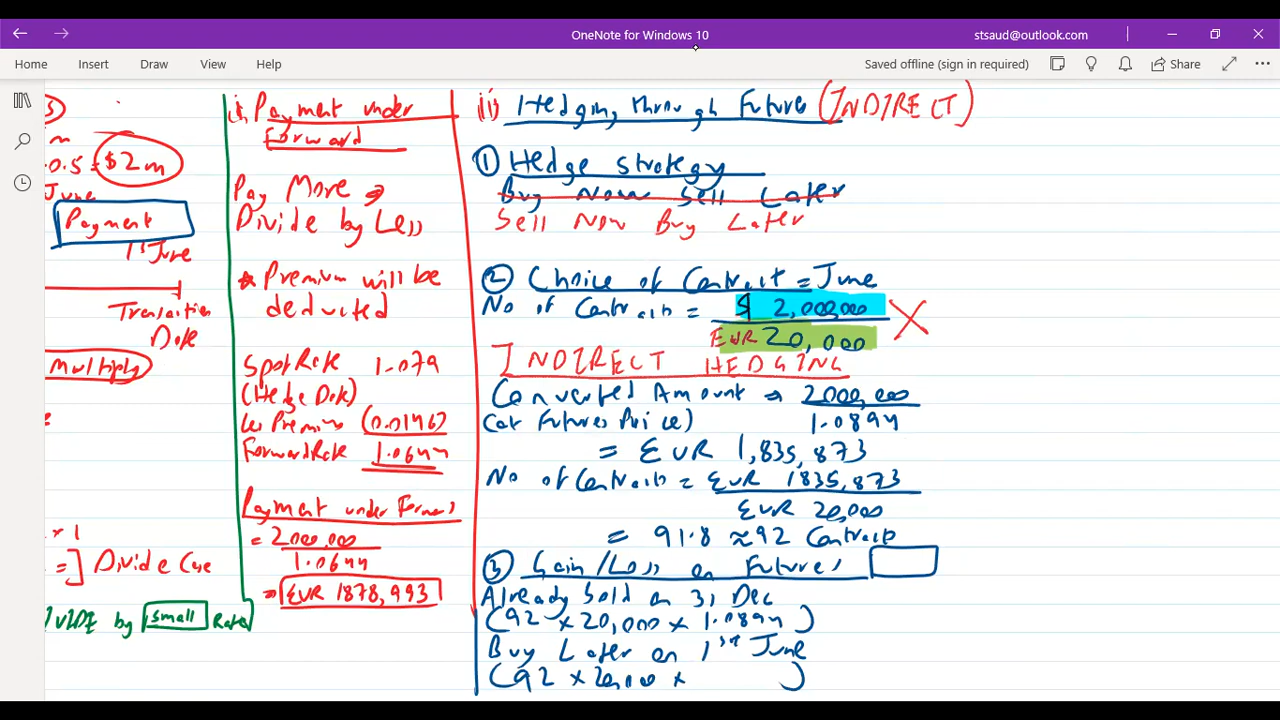 OneNote for Windows 10
stsaud@outlook.com
Home Insert Draw View Help
Saved offline (sign in required)
Share
0.5 = $2m
June
Payment
1st June
Transaction
Date
Multiply
× 1
=] Divide Case
by small Rate
Payment under
Forward
Pay More →
Divide by Less
* Premium will be
deducted
Spot Rate 1.079
(Hedge Date)
Les Premium (0.0146)
Forward Rate 1.0644
Payment under Forward
= 2000,000
1.0644
= EUR 1878,993
ii) Hedging through Future (INDIRECT)
① Hedge strategy
Buy Now Sell Later
Sell Now Buy Later
② Choice of Contract = June
No of Contracts = $ 2,000,000
EUR 20,000
INDIRECT HEDGING
Converted Amount → 2000,000
(at Futures Price) 1.0894
= EUR 1,835,873
No of Contracts = EUR 1835,873
EUR 20,000
= 91.8 ≈ 92 Contracts
③ Gain/Loss on Futures
Already Sold on 31 Dec
(92 × 20,000 × 1.0894)
Buy Later on 1st June
(92 × 20,000 × )